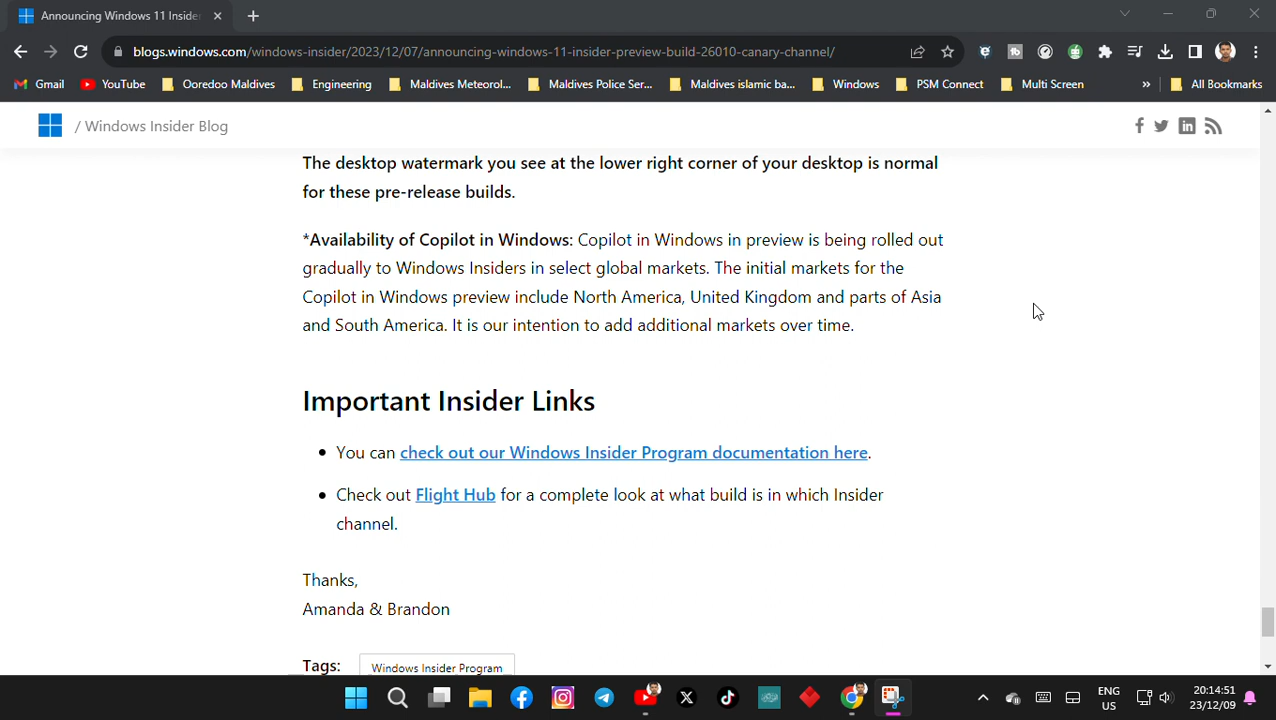 Announcing Windows 11 Inside
blogs.windows.com/windows-insider/2023/12/07/announcing-windows-11-insider-preview-build-26010-canary-channel/
Gmail YouTube Ooredoo Maldives Engineering Maldives Meteorol... Maldives Police Ser... Maldives islamic ba... Windows PSM Connect Multi Screen » All Bookmarks
/ Windows Insider Blog
The desktop watermark you see at the lower right corner of your desktop is normal
for these pre-release builds.
*Availability of Copilot in Windows: Copilot in Windows in preview is being rolled out
gradually to Windows Insiders in select global markets. The initial markets for the
Copilot in Windows preview include North America, United Kingdom and parts of Asia
and South America. It is our intention to add additional markets over time.
Important Insider Links
• You can check out our Windows Insider Program documentation here.
• Check out Flight Hub for a complete look at what build is in which Insider
channel.
Thanks,
Amanda & Brandon
Tags: Windows Insider Program
ENG
US
20:14:51
23/12/09